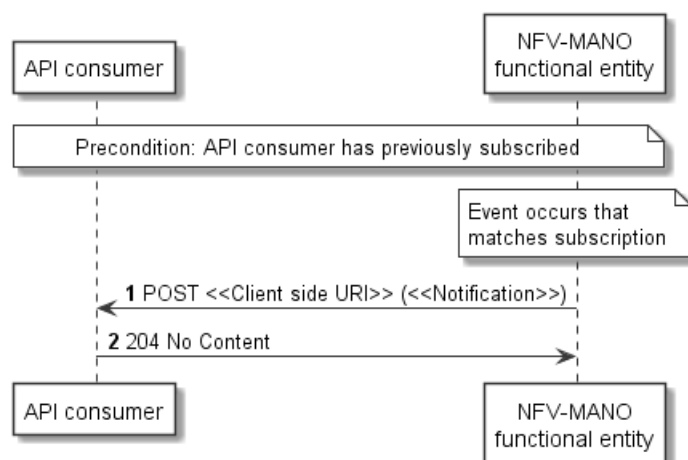 API consumer
NFV-MANO
functional entity
Precondition: API consumer has previously subscribed
Event occurs that
matches subscription
1 POST <<Client side URI>> (<<Notification>>)
2 204 No Content
API consumer
NFV-MANO
functional entity